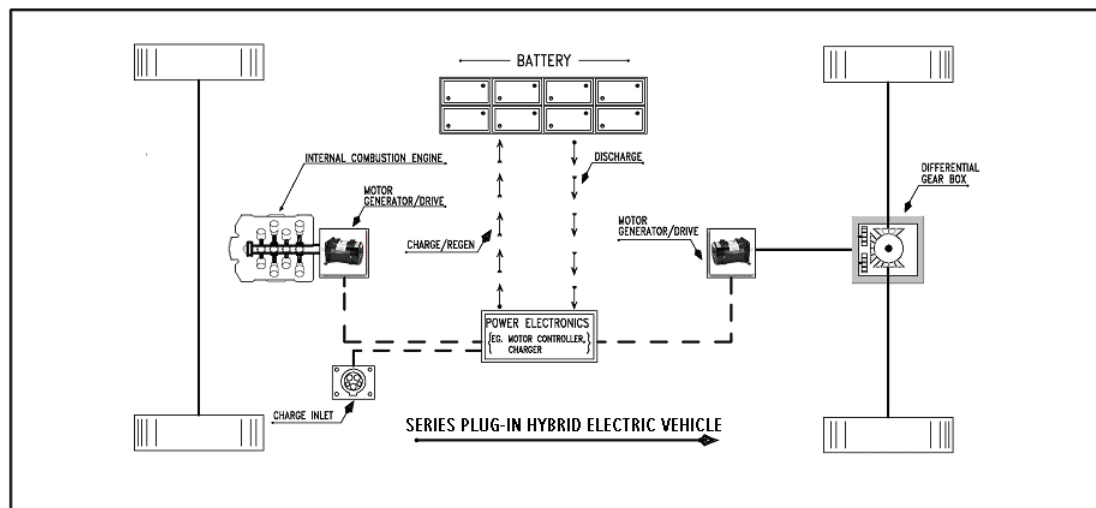 BATTERY
INTERNAL COMBUSTION ENGINE
DISCHARGE
DIFFERENTIAL
GEAR BOX
MOTOR
GENERATOR/DRIVE
MOTOR
GENERATOR/DRIVE
CHARGE/REGEN
POWER ELECTRONICS
EG. MOTOR CONTROLLER,
CHARGER
CHARGE INLET
SERIES PLUG-IN HYBRID ELECTRIC VEHICLE